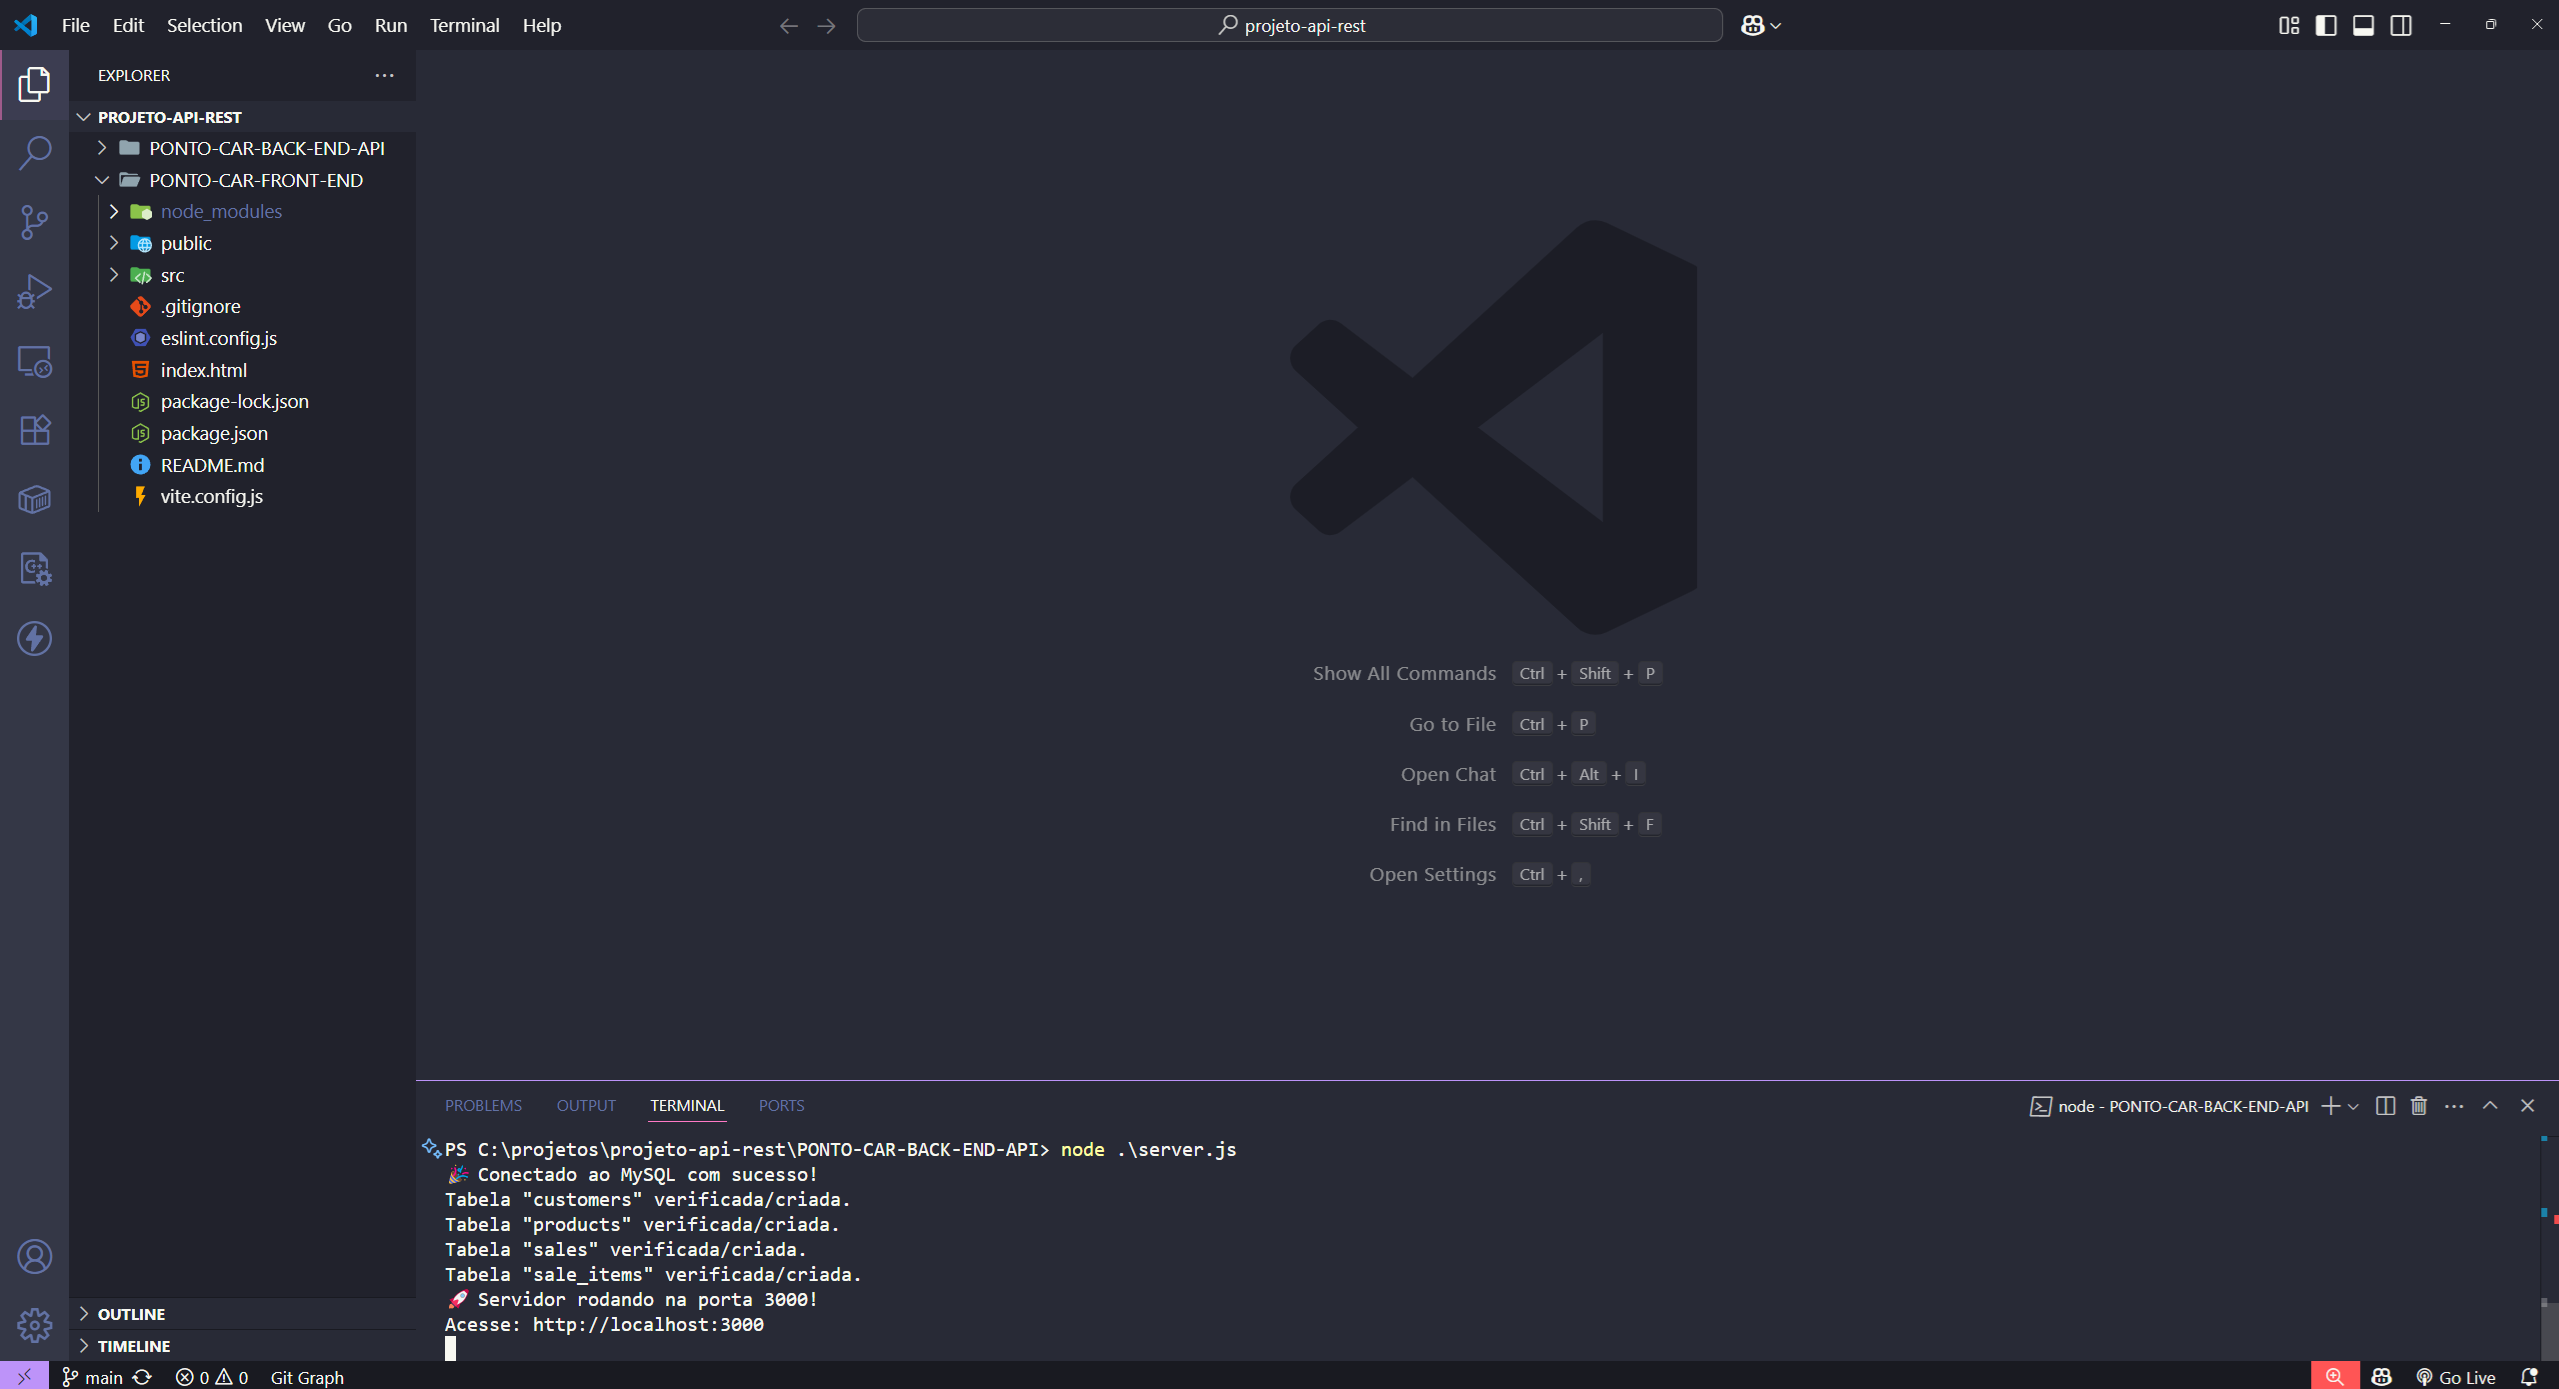 File Edit Selection View Go Run Terminal Help
projeto-api-rest
EXPLORER
PROJETO-API-REST
PONTO-CAR-BACK-END-API
PONTO-CAR-FRONT-END
node_modules
public
src
.gitignore
eslint.config.js
index.html
package-lock.json
package.json
README.md
vite.config.js
OUTLINE
TIMELINE
Show All Commands Ctrl + Shift + P
Go to File Ctrl + P
Open Chat Ctrl + Alt + I
Find in Files Ctrl + Shift + F
Open Settings Ctrl + ,
PROBLEMS OUTPUT TERMINAL PORTS
node - PONTO-CAR-BACK-END-API
PS C:\projetos\projeto-api-rest\PONTO-CAR-BACK-END-API> node .\server.js
🎉 Conectado ao MySQL com sucesso!
Tabela "customers" verificada/criada.
Tabela "products" verificada/criada.
Tabela "sales" verificada/criada.
Tabela "sale_items" verificada/criada.
🚀 Servidor rodando na porta 3000!
Acesse: http://localhost:3000
main 0 0 Git Graph
Go Live